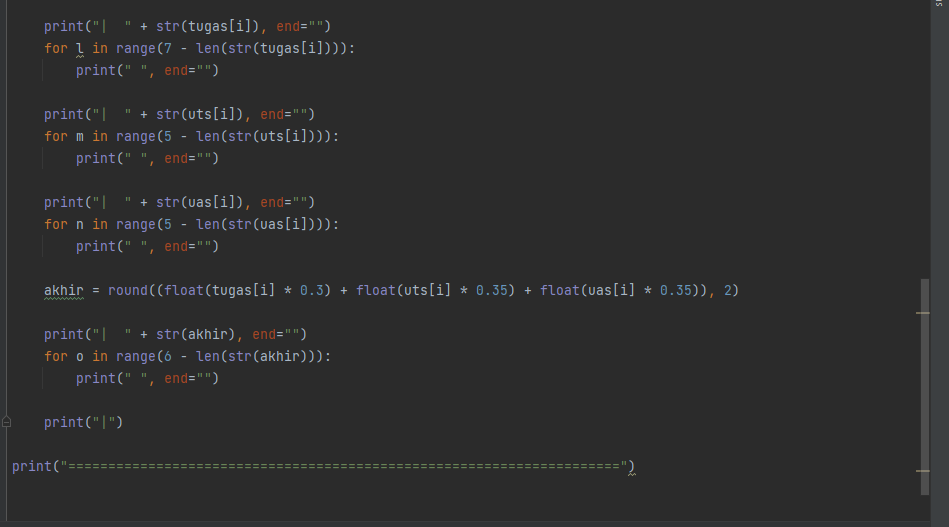 print("|  " + str(tugas[i]), end="")
for l in range(7 - len(str(tugas[i]))):
    print(" ", end="")

print("|  " + str(uts[i]), end="")
for m in range(5 - len(str(uts[i]))):
    print(" ", end="")

print("|  " + str(uas[i]), end="")
for n in range(5 - len(str(uas[i]))):
    print(" ", end="")

akhir = round((float(tugas[i] * 0.3) + float(uts[i] * 0.35) + float(uas[i] * 0.35)), 2)

print("|  " + str(akhir), end="")
for o in range(6 - len(str(akhir))):
    print(" ", end="")

print("|")

print("=====================================================================")